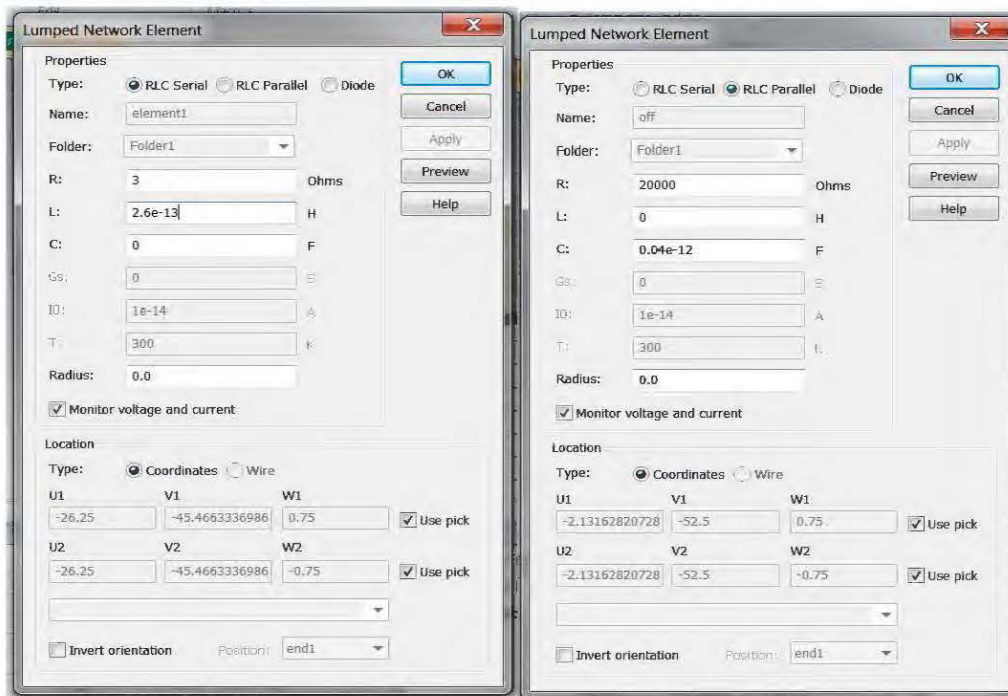 Lumped Network Element
Properties
Type: RLC Serial RLC Parallel Diode
Name: element1
Folder: Folder1
R: 3 Ohms
L: 2.6e-13 H
C: 0 F
Gs: 0 S
I0: 1e-14 A
T: 300 K
Radius: 0.0
Monitor voltage and current
Location
Type: Coordinates Wire
U1 V1 W1
-26.25 -45.4663336986 0.75 Use pick
U2 V2 W2
-26.25 -45.4663336986 -0.75 Use pick
Invert orientation Position: end1
OK
Cancel
Apply
Preview
Help
Lumped Network Element
Properties
Type: RLC Serial RLC Parallel Diode
Name: off
Folder: Folder1
R: 20000 Ohms
L: 0 H
C: 0.04e-12 F
Gs: 0 S
I0: 1e-14 A
T: 300
Radius: 0.0
Monitor voltage and current
Location
Type: Coordinates Wire
U1 V1 W1
-2.13162820728 -52.5 0.75 Use pick
U2 V2 W2
-2.13162820728 -52.5 -0.75 Use pick
Invert orientation Position: end1
OK
Cancel
Apply
Preview
Help